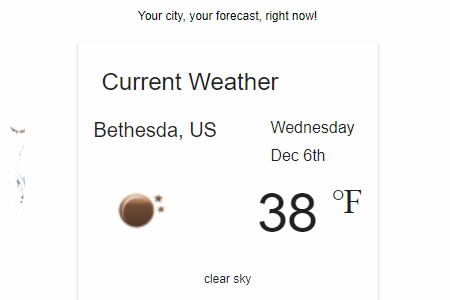 Your city, your forecast, right now!
Current Weather
Bethesda, US
Wednesday
Dec 6th
38 °F
clear sky